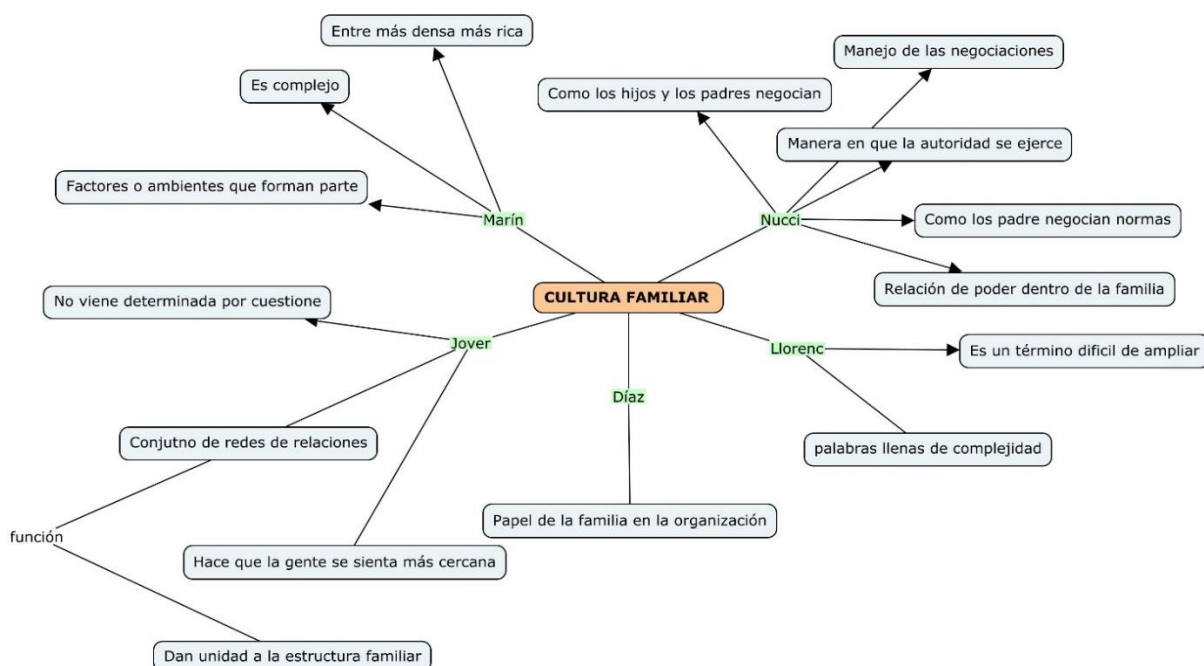 Entre más densa más rica
Manejo de las negociaciones
Es complejo
Como los hijos y los padres negocian
Manera en que la autoridad se ejerce
Factores o ambientes que forman parte
Marín
Nucci
Como los padre negocian normas
CULTURA FAMILIAR
Relación de poder dentro de la familia
No viene determinada por cuestione
Jover
Llorenc
Es un término dificil de ampliar
Díaz
Conjutno de redes de relaciones
palabras llenas de complejidad
Papel de la familia en la organización
función
Hace que la gente se sienta más cercana
Dan unidad a la estructura familiar